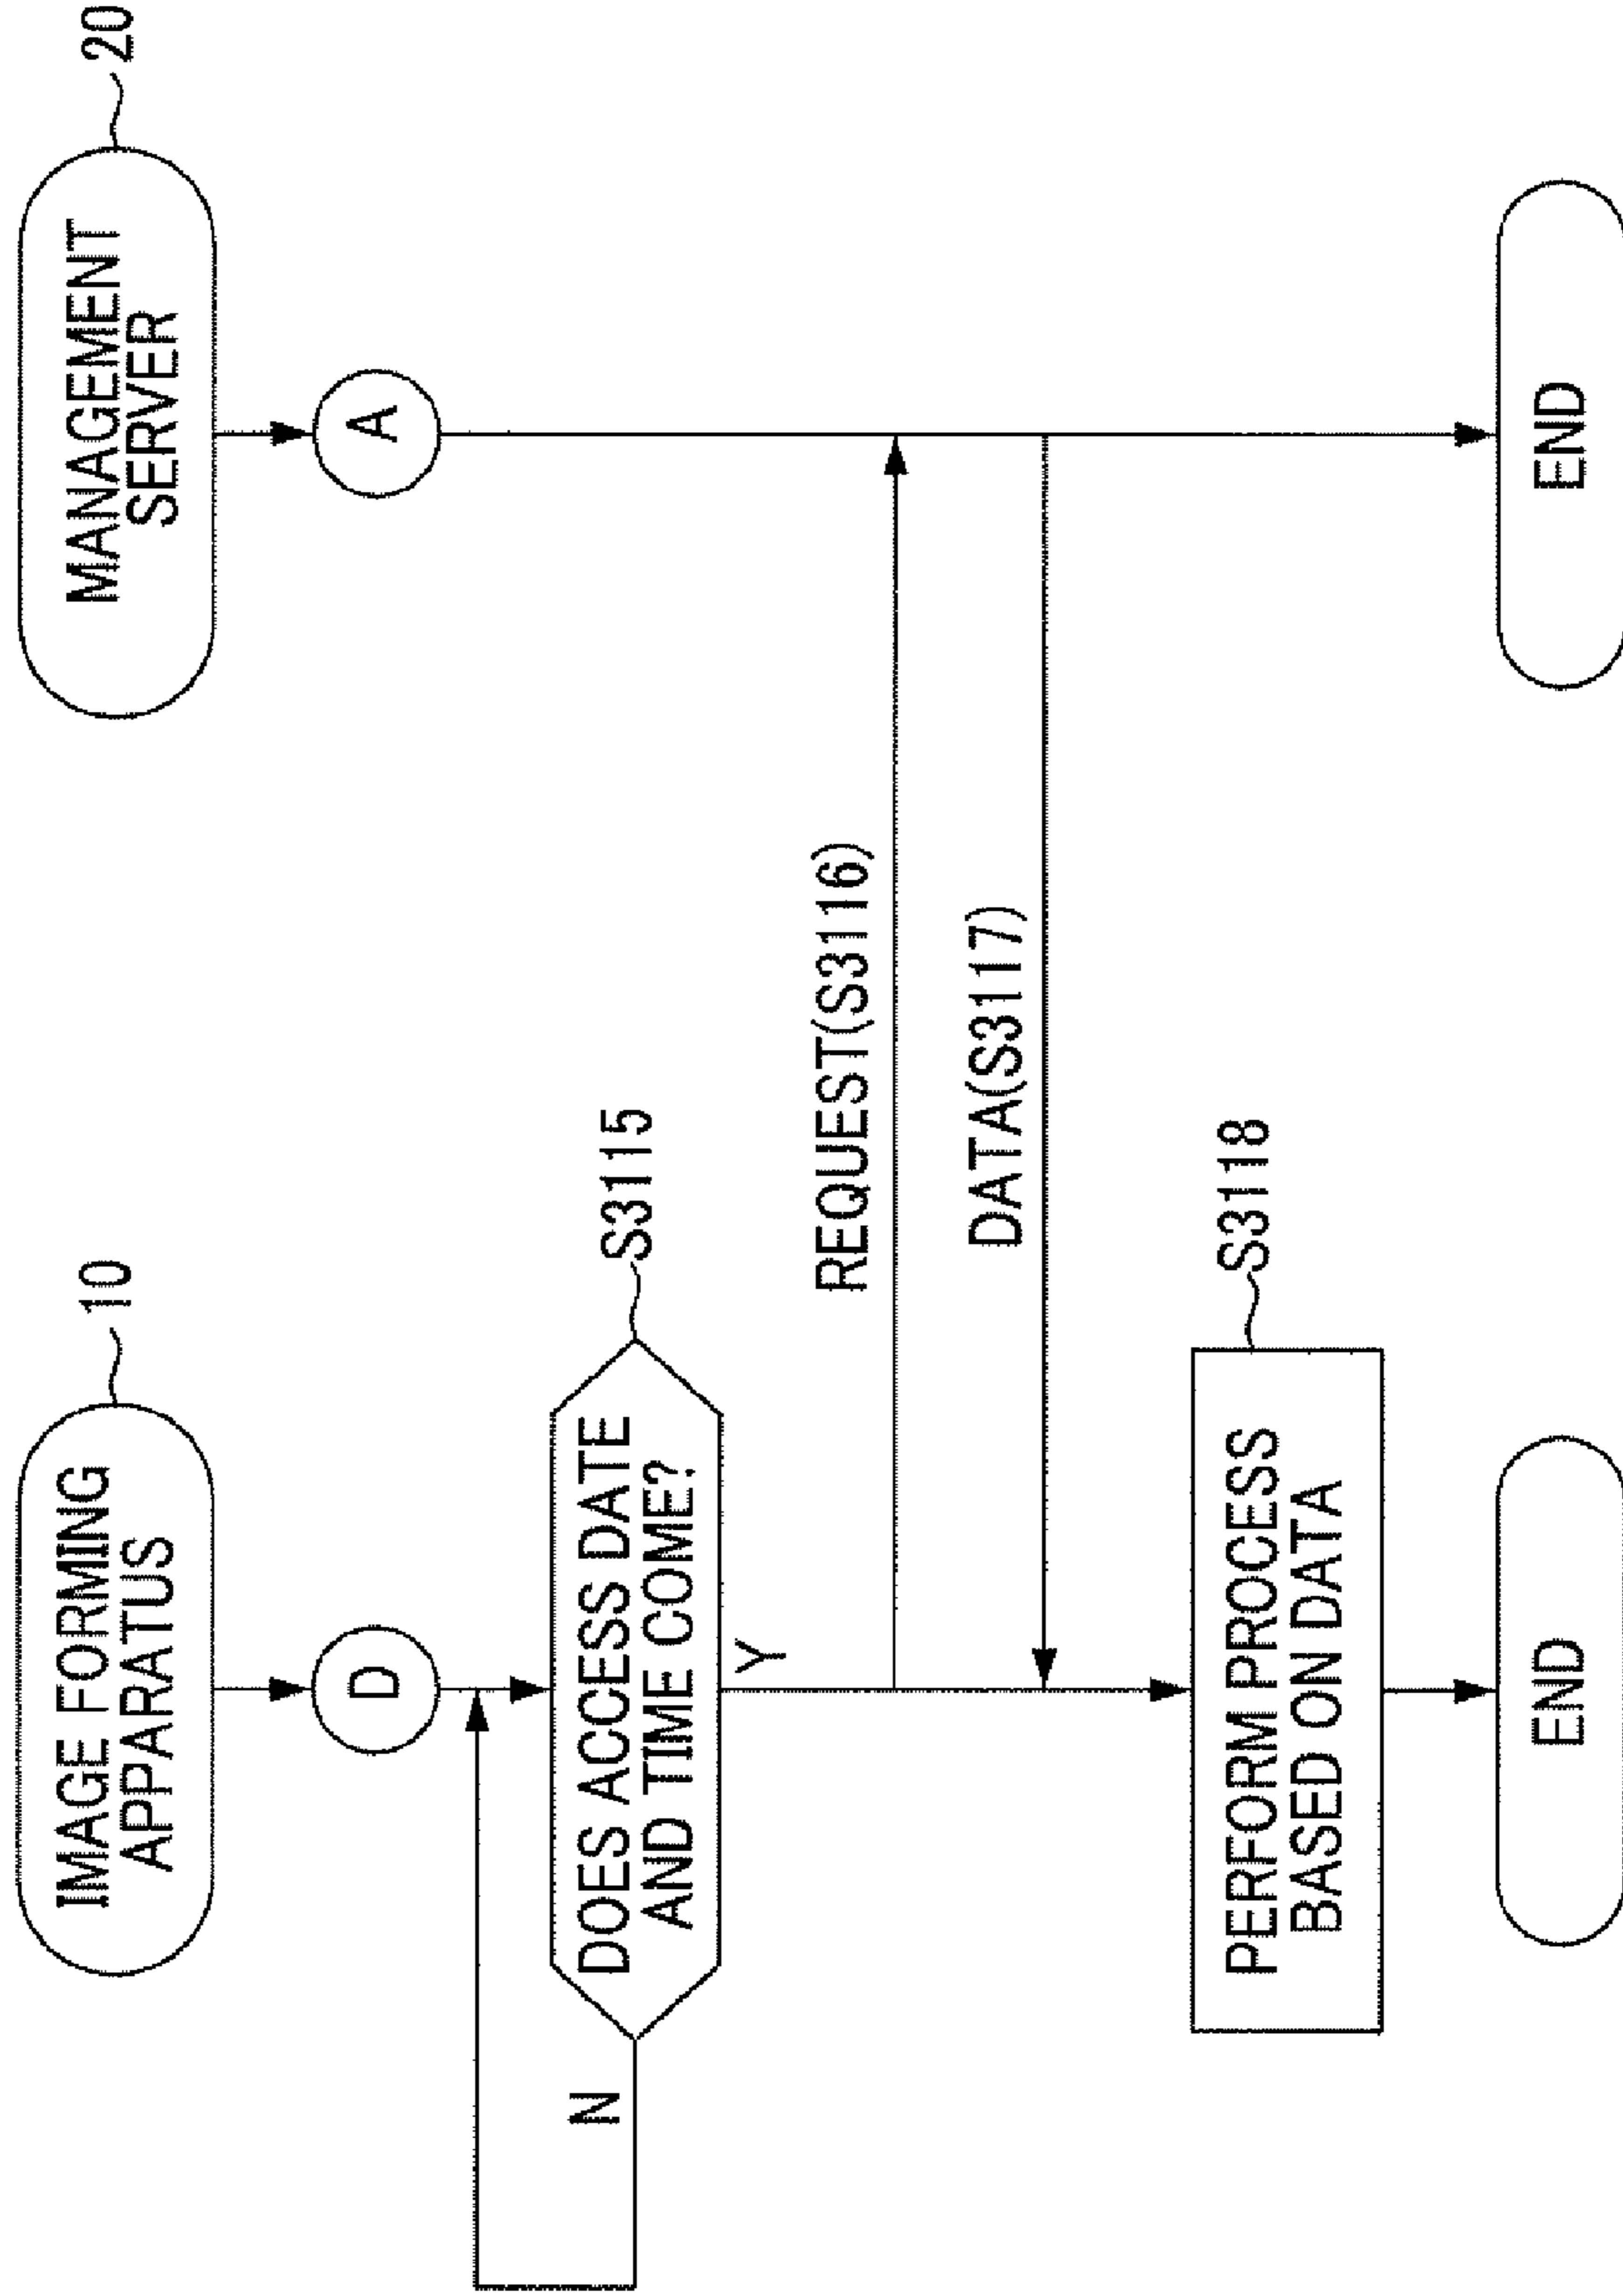 IMAGE FORMING
APPARATUS
10
MANAGEMENT
SERVER
20
D
A
DOES ACCESS DATE
AND TIME COME?
S3115
N
Y
REQUEST(S3116)
DATA(S3117)
PERFORM PROCESS
BASED ON DATA
S3118
END
END